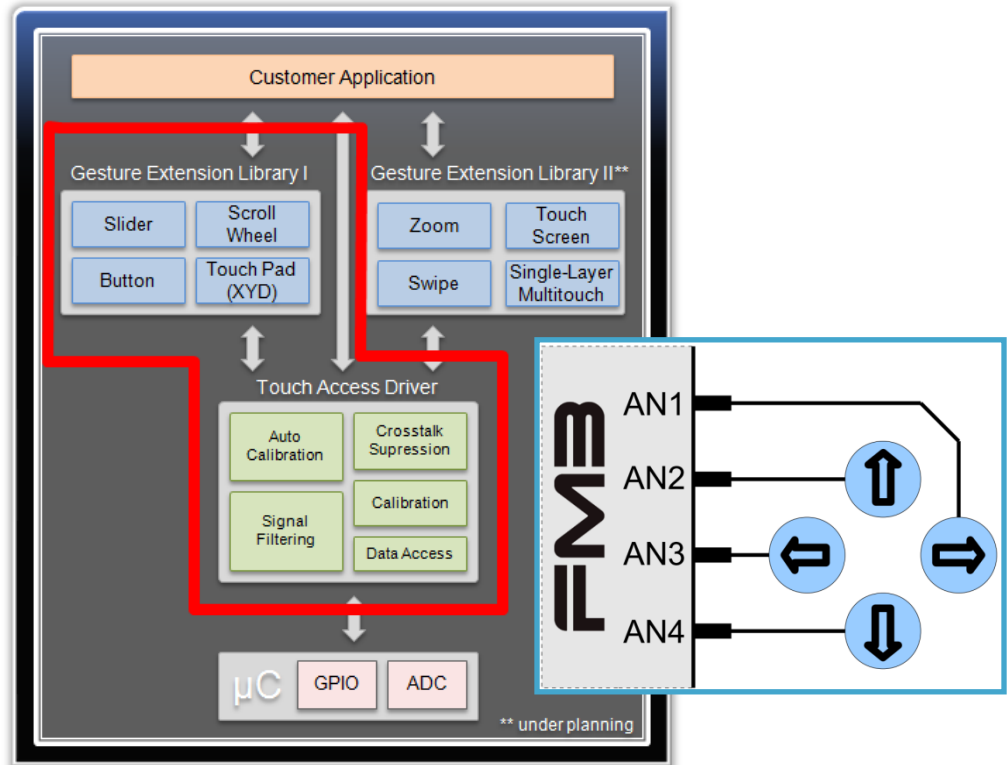 Customer Application
Gesture Extension Library I
Gesture Extension Library II**
Slider
Scroll
Wheel
Button
Touch Pad
(XYD)
Zoom
Touch
Screen
Swipe
Single-Layer
Multitouch
Touch Access Driver
Auto
Calibration
Crosstalk
Supression
Signal
Filtering
Calibration
Data Access
µC
GPIO
ADC
** under planning
FM3
AN1
AN2
AN3
AN4